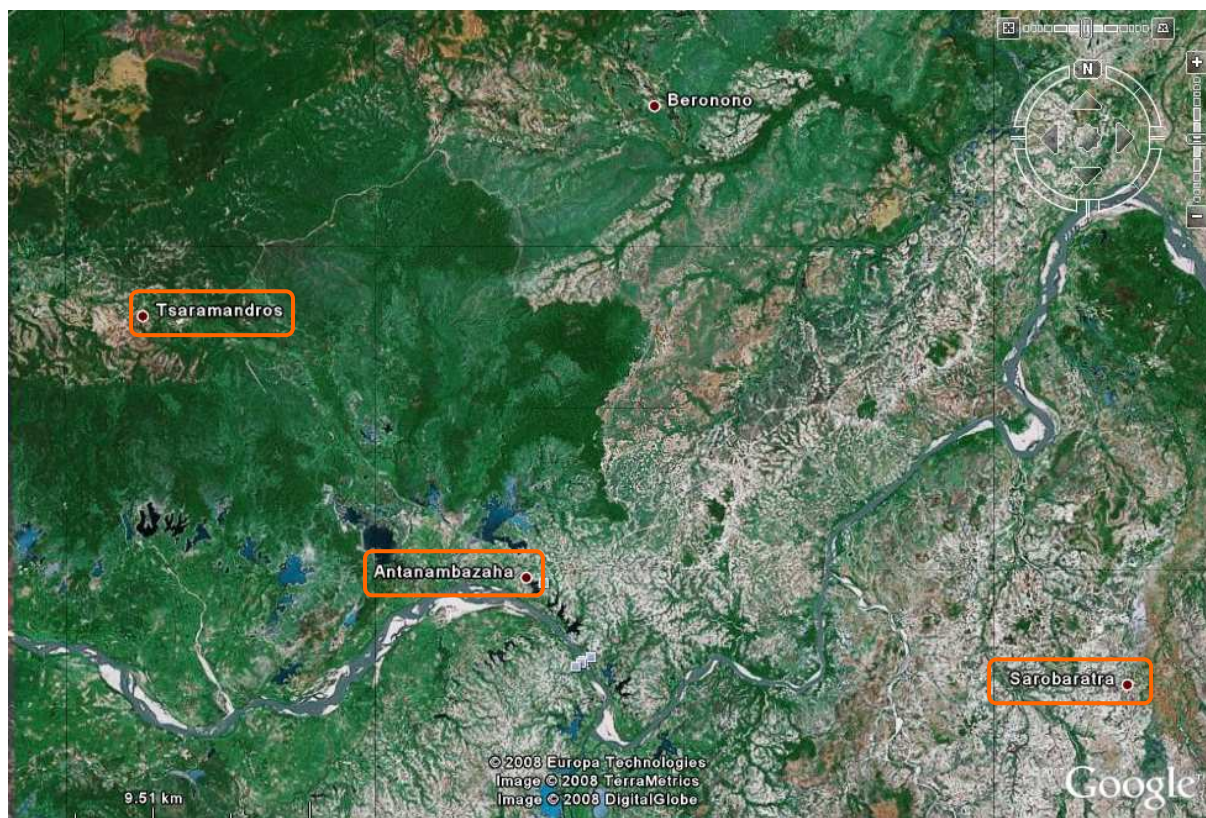 N
Beronono
Tsaramandros
Antanambazaha
Sarobaratra
© 2008 Europa Technologies
Image © 2008 TerraMetrics
Image © 2008 DigitalGlobe
9.51 km
Google